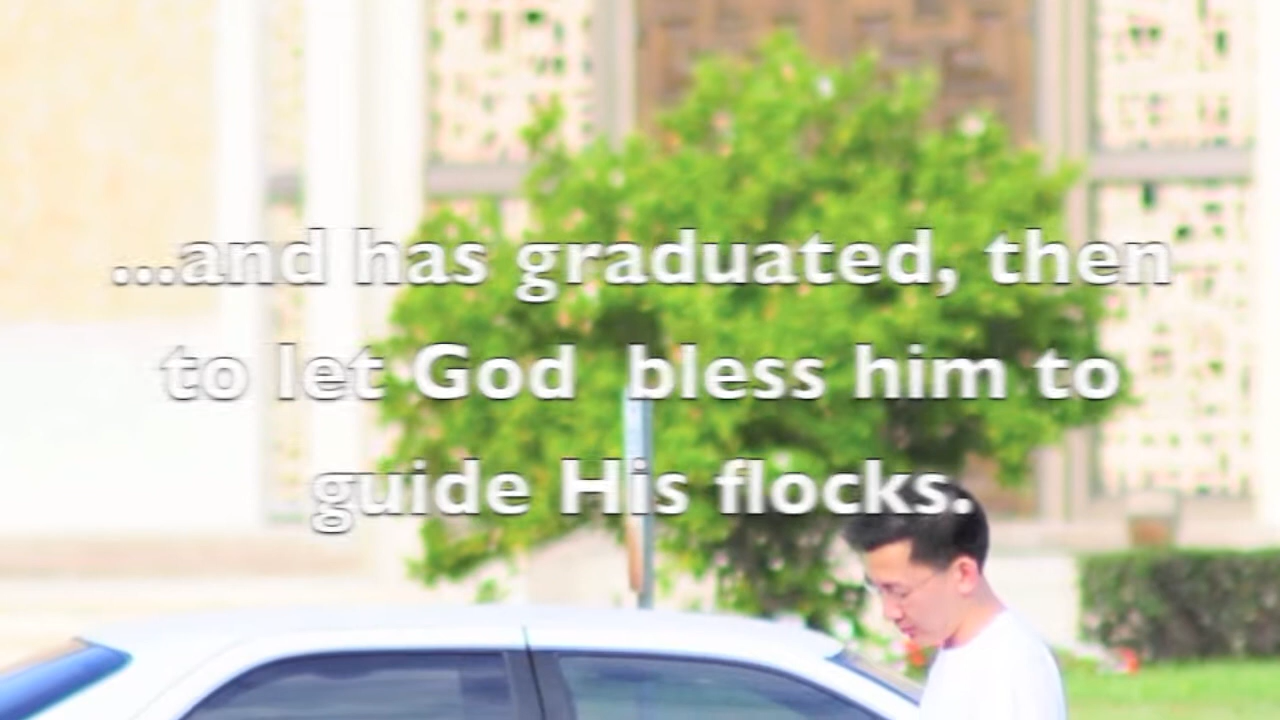 ...and has graduated, then
to let God  bless him to
guide His flocks.